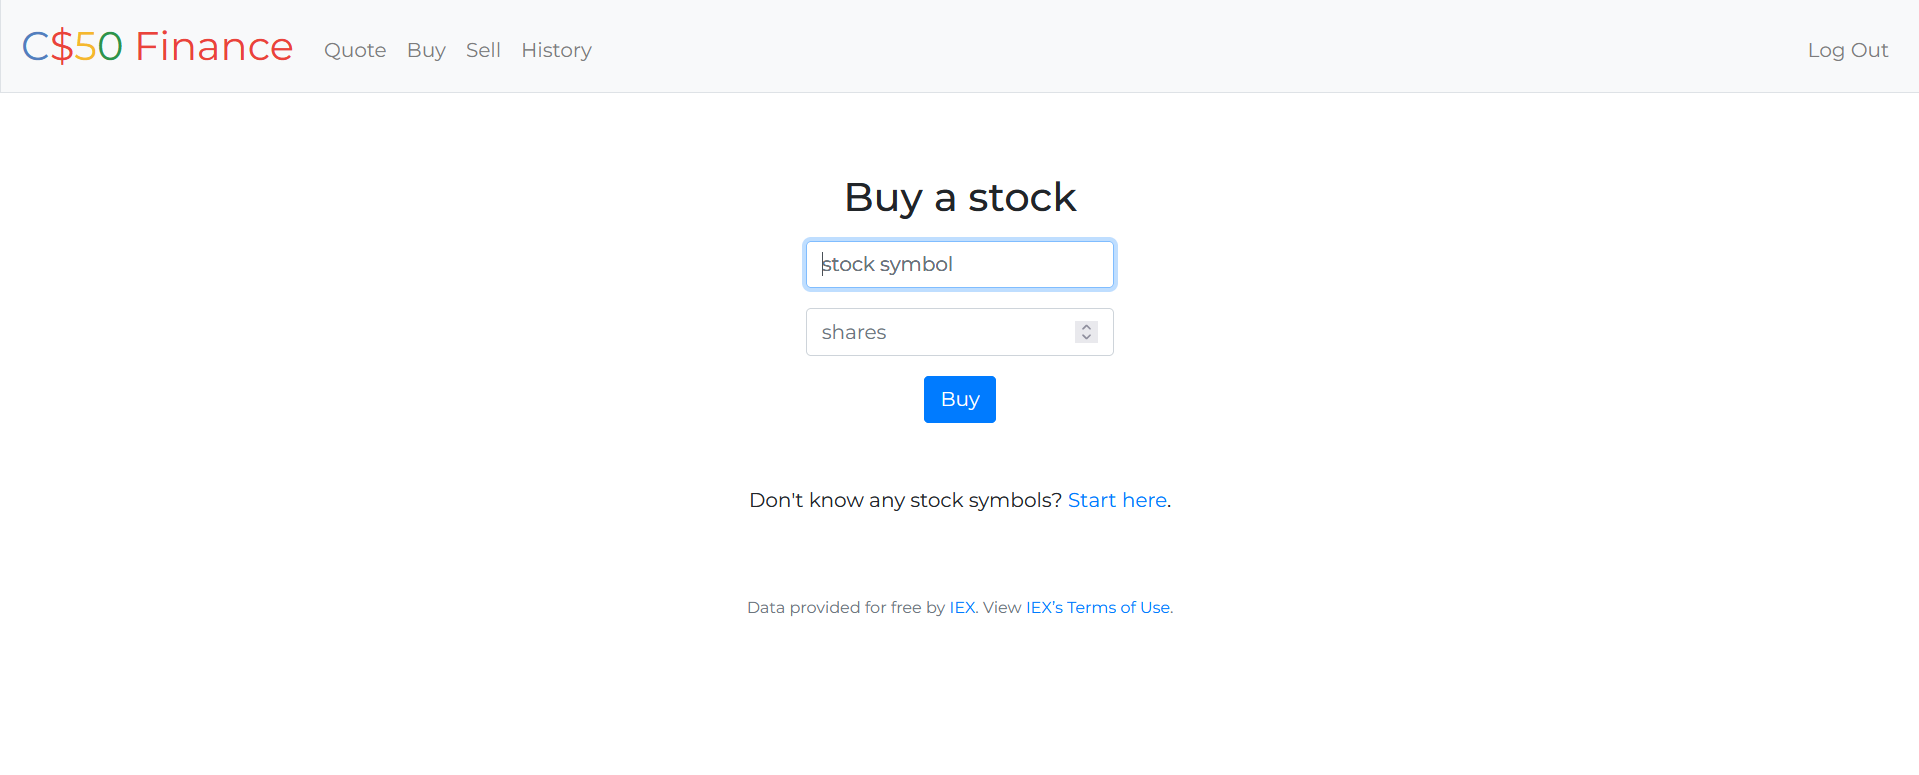 C$50 Finance Quote Buy Sell History Log Out
Buy a stock
stock symbol
shares
Buy
Don't know any stock symbols? Start here.
Data provided for free by IEX. View IEX’s Terms of Use.